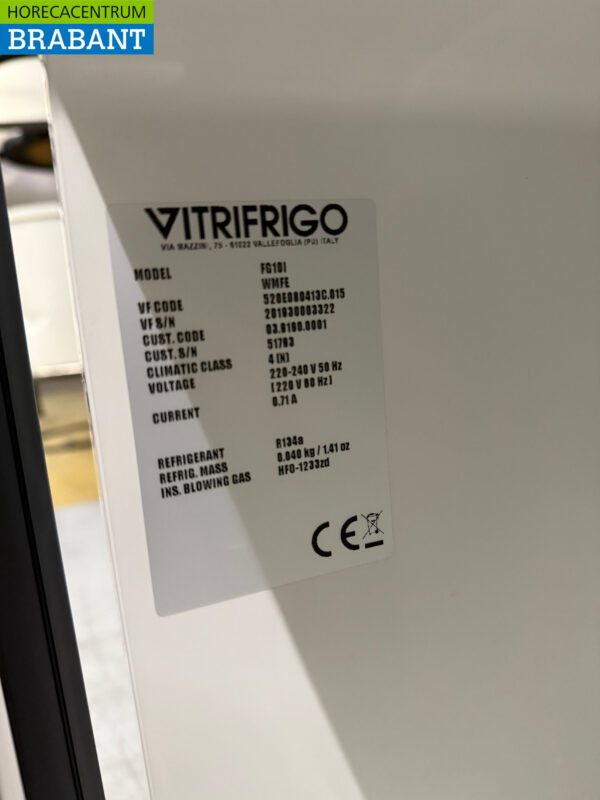 HORECACENTRUM
BRABANT
VITRIFRIGO
VIA MAZZINI, 75 - 61022 VALLEFOGLIA (PU) ITALY
MODEL FG10I
WMFE
VF CODE 520E080413C.015
VF S/N 201930003322
CUST. CODE 03.9190.0001
CUST. S/N 51763
CLIMATIC CLASS 4 [N]
VOLTAGE 220-240 V 50 Hz
[220 V 60 Hz]
CURRENT 0,71 A
REFRIGERANT R134a
REFRIG. MASS 0.040 kg / 1.41 oz
INS. BLOWING GAS HFO-1233zd
CE